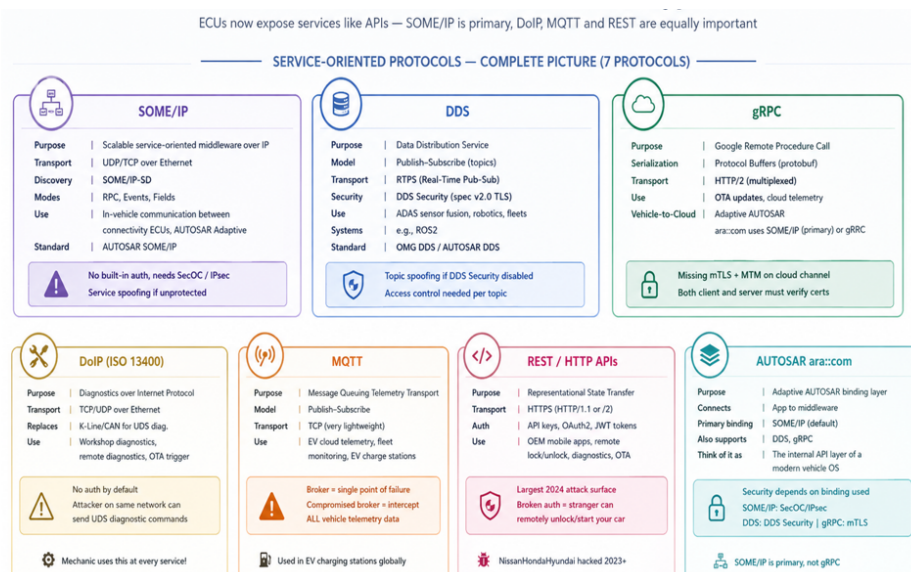 ECUs now expose services like APIs — SOME/IP is primary, DoIP, MQTT and REST are equally important
SERVICE-ORIENTED PROTOCOLS — COMPLETE PICTURE (7 PROTOCOLS)
SOME/IP
Purpose | Scalable service-oriented middleware over IP
Transport | UDP/TCP over Ethernet
Discovery | SOME/IP-SD
Modes | RPC, Events, Fields
Use | In-vehicle communication between
connectivity ECUs, AUTOSAR Adaptive
Standard | AUTOSAR SOME/IP
No built-in auth, needs SecOC / IPsec
Service spoofing if unprotected
DDS
Purpose | Data Distribution Service
Model | Publish-Subscribe (topics)
Transport | RTPS (Real-Time Pub-Sub)
Security | DDS Security (spec v2.0 TLS)
Use | ADAS sensor fusion, robotics, fleets
Systems | e.g., ROS2
Standard | OMG DDS / AUTOSAR DDS
Topic spoofing if DDS Security disabled
Access control needed per topic
gRPC
Purpose | Google Remote Procedure Call
Serialization | Protocol Buffers (protobuf)
Transport | HTTP/2 (multiplexed)
Use | OTA updates, cloud telemetry
Vehicle-to-Cloud | Adaptive AUTOSAR
ara::com uses SOME/IP (primary) or gRRC
Missing mTLS + MTM on cloud channel
Both client and server must verify certs
DoIP (ISO 13400)
Purpose | Diagnostics over Internet Protocol
Transport | TCP/UDP over Ethernet
Replaces | K-Line/CAN for UDS diag.
Use | Workshop diagnostics,
remote diagnostics, OTA trigger
No auth by default
Attacker on same network can
send UDS diagnostic commands
Mechanic uses this at every service!
MQTT
Purpose | Message Queuing Telemetry Transport
Model | Publish-Subscribe
Transport | TCP (very lightweight)
Use | EV cloud telemetry, fleet
monitoring, EV charge stations
Broker = single point of failure
Compromised broker = intercept
ALL vehicle telemetry data
Used in EV charging stations globally
REST / HTTP APIs
Purpose | Representational State Transfer
Transport | HTTPS (HTTP/1.1 or /2)
Auth | API keys, OAuth2, JWT tokens
Use | OEM mobile apps, remote
lock/unlock, diagnostics, OTA
Largest 2024 attack surface
Broken auth = stranger can
remotely unlock/start your car
NissanHondaHyundai hacked 2023+
AUTOSAR ara::com
Purpose | Adaptive AUTOSAR binding layer
Connects | App to middleware
Primary binding | SOME/IP (default)
Also supports | DDS, gRPC
Think of it as | The internal API layer of a
modern vehicle OS
Security depends on binding used
SOME/IP: SecOC/IPsec
DDS: DDS Security | gRPC: mTLS
SOME/IP is primary, not gRPC